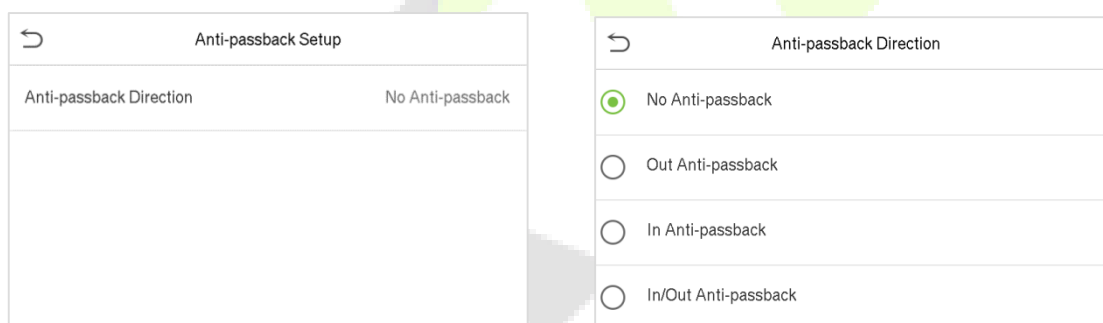 Anti-passback Setup
Anti-passback Direction No Anti-passback
Anti-passback Direction
No Anti-passback
Out Anti-passback
In Anti-passback
In/Out Anti-passback